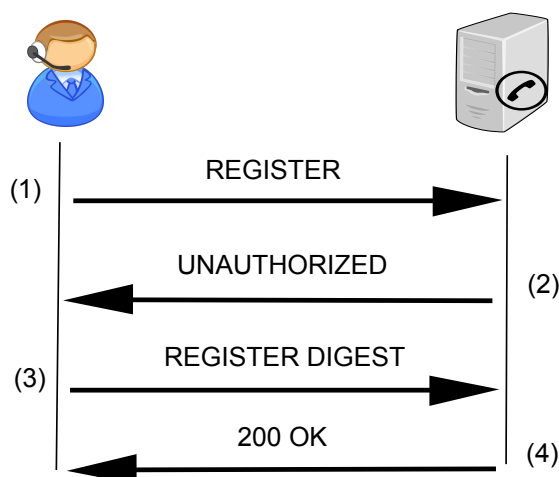 REGISTER
(1)
UNAUTHORIZED
(2)
REGISTER DIGEST
(3)
200 OK
(4)